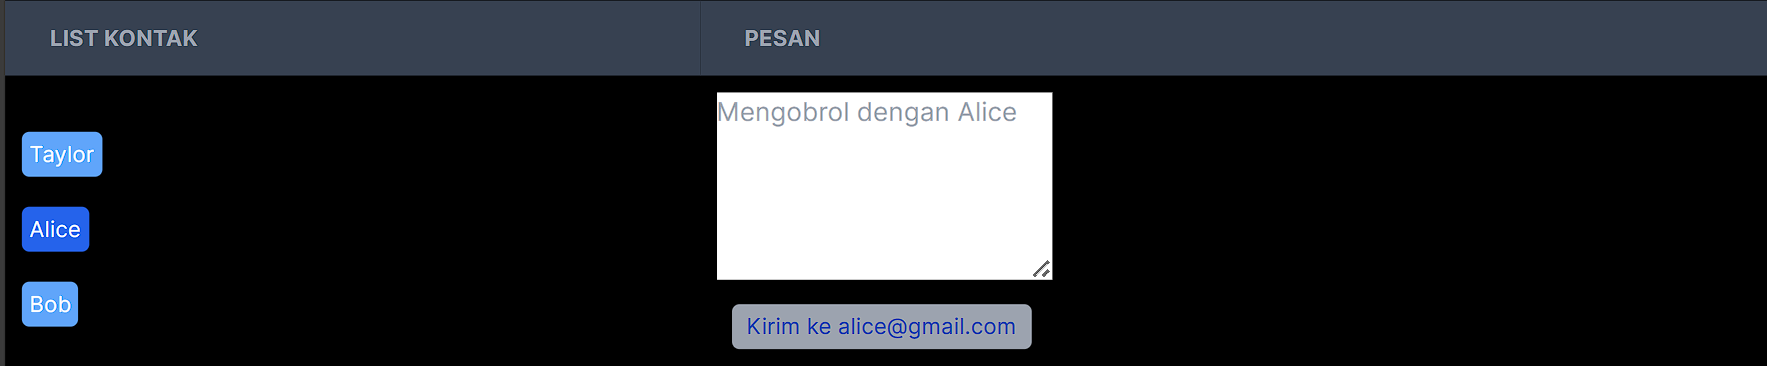 LIST KONTAK
PESAN
Taylor
Alice
Bob
Mengobrol dengan Alice
Kirim ke alice@gmail.com